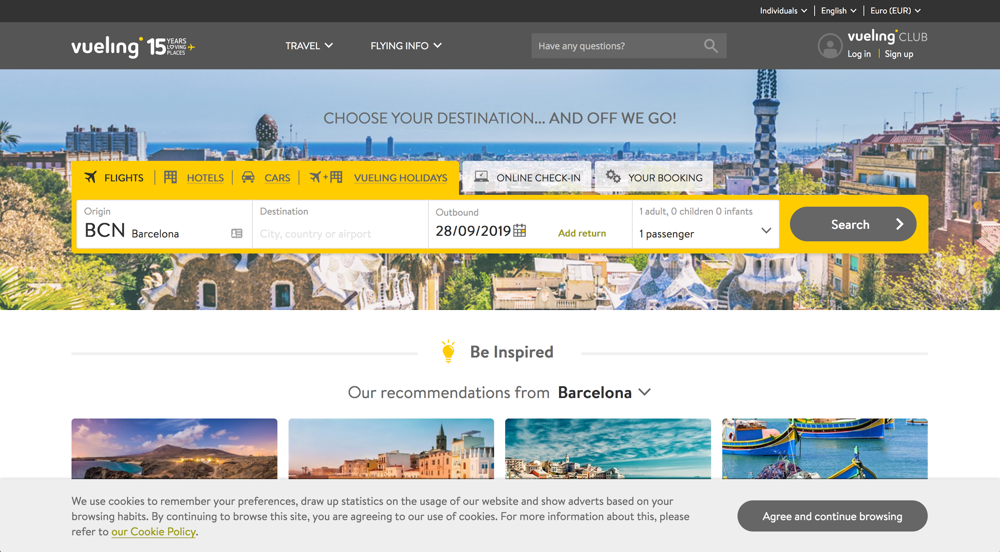 Individuals English Euro (EUR)
vueling 15 YEARS LOVING PLACES
TRAVEL FLYING INFO
Have any questions?
vueling CLUB
Log in Sign up
CHOOSE YOUR DESTINATION... AND OFF WE GO!
FLIGHTS HOTELS CARS + VUELING HOLIDAYS ONLINE CHECK-IN YOUR BOOKING
Origin
BCN Barcelona
Destination
City, country or airport
Outbound
28/09/2019 Add return
1 adult, 0 children 0 infants
1 passenger
Search
Be Inspired
Our recommendations from Barcelona
We use cookies to remember your preferences, draw up statistics on the usage of our website and show adverts based on your
browsing habits. By continuing to browse this site, you are agreeing to our use of cookies. For more information about this, please
refer to our Cookie Policy.
Agree and continue browsing